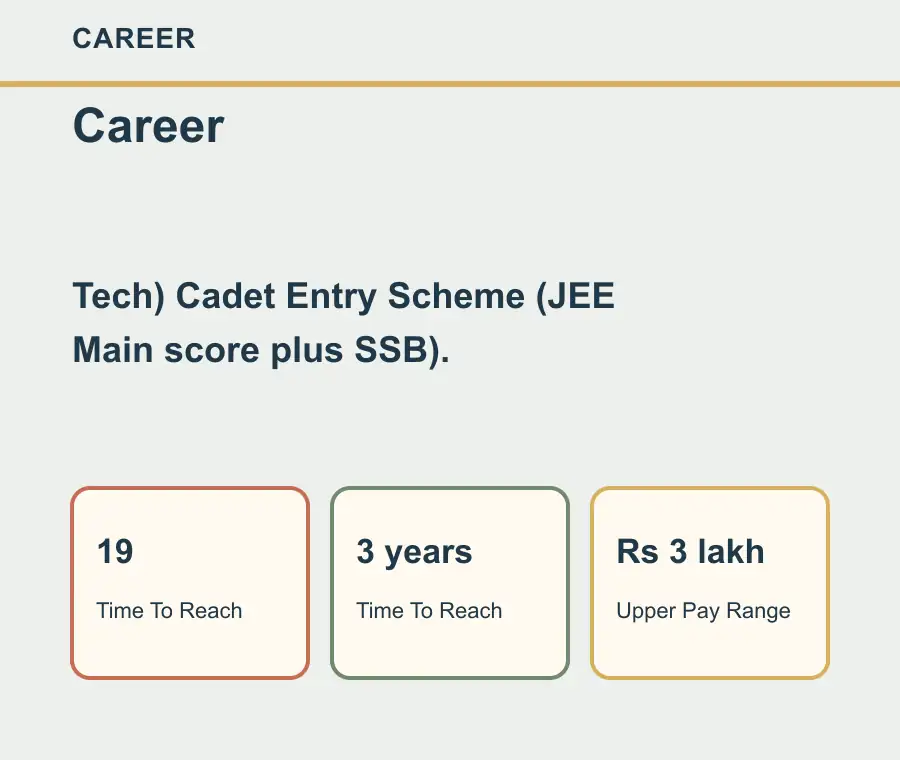 CAREER
Career
Tech) Cadet Entry Scheme (JEE
Main score plus SSB).
19
Time To Reach
3 years
Time To Reach
Rs 3 lakh
Upper Pay Range